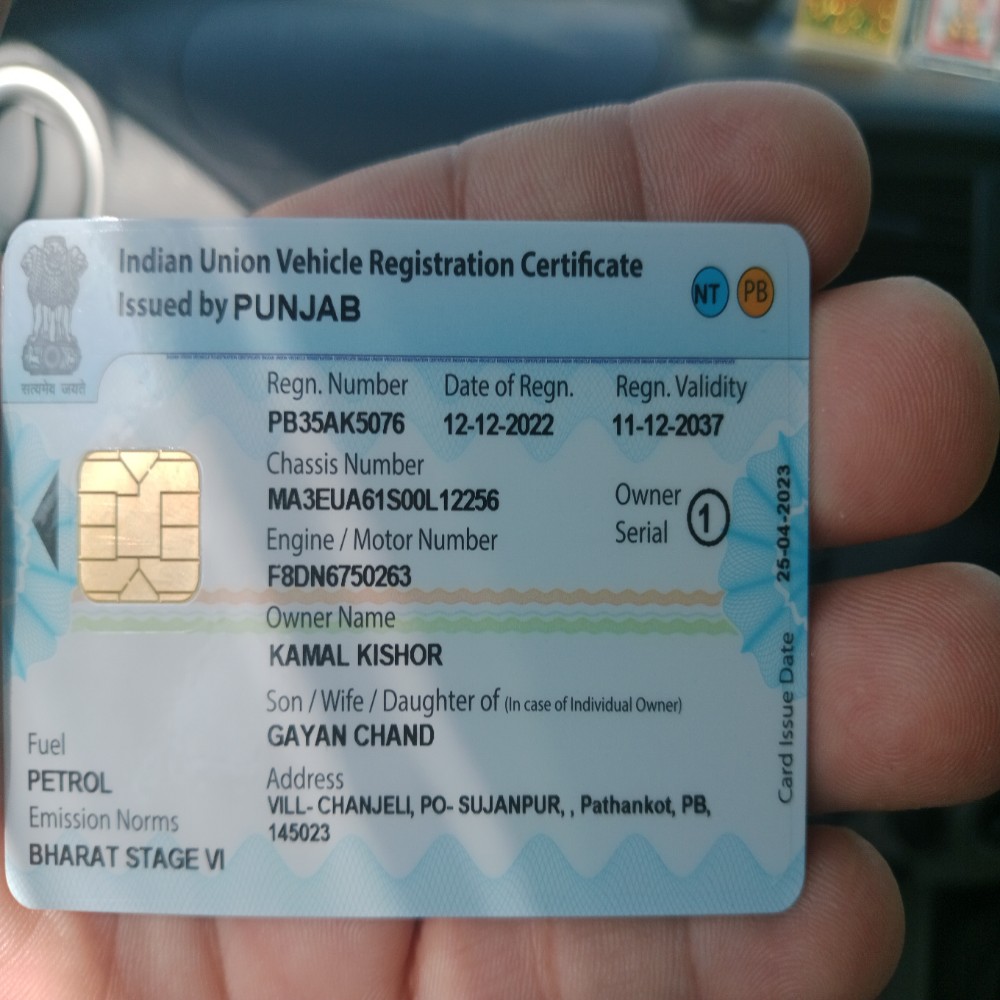 Indian Union Vehicle Registration Certificate
Issued by PUNJAB
NT PB
सत्यमेव जयते
Regn. Number Date of Regn. Regn. Validity
PB35AK5076 12-12-2022 11-12-2037
Chassis Number
MA3EUA61S00L12256
Owner Serial 1
Engine / Motor Number
F8DN6750263
Owner Name
KAMAL KISHOR
Son / Wife / Daughter of (In case of Individual Owner)
GAYAN CHAND
Address
VILL- CHANJELI, PO- SUJANPUR, , Pathankot, PB,
145023
Fuel
PETROL
Emission Norms
BHARAT STAGE VI
Card Issue Date 25-04-2023